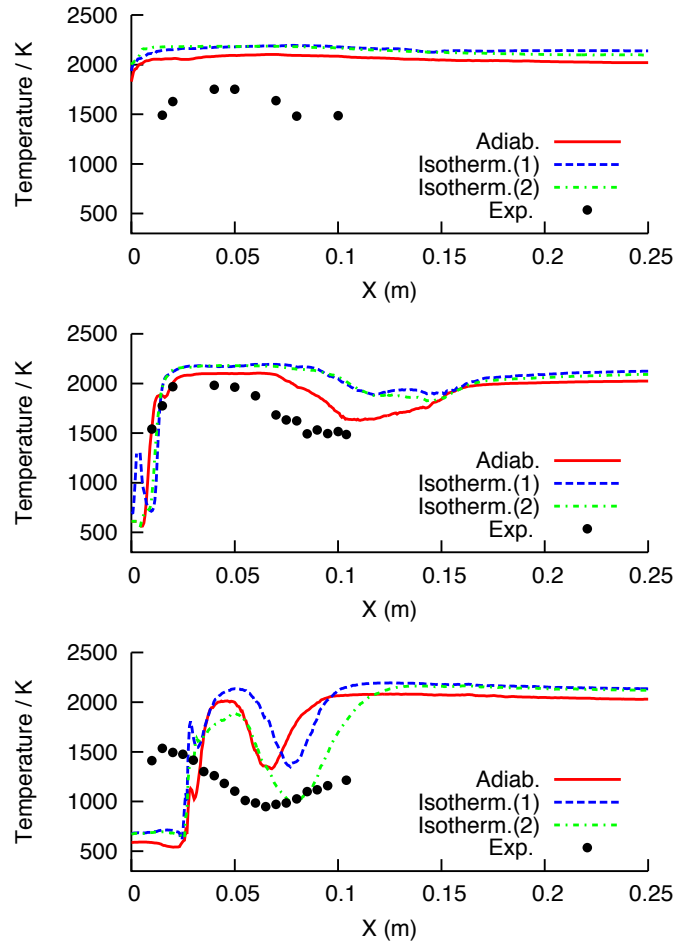 Temperature / K
2500
2000
1500
1000
500
Adiab.
Isotherm.(1)
Isotherm.(2)
Exp.
0 0.05 0.1 0.15 0.2 0.25
X (m)
Temperature / K
2500
2000
1500
1000
500
Adiab.
Isotherm.(1)
Isotherm.(2)
Exp.
0 0.05 0.1 0.15 0.2 0.25
X (m)
Temperature / K
2500
2000
1500
1000
500
Adiab.
Isotherm.(1)
Isotherm.(2)
Exp.
0 0.05 0.1 0.15 0.2 0.25
X (m)